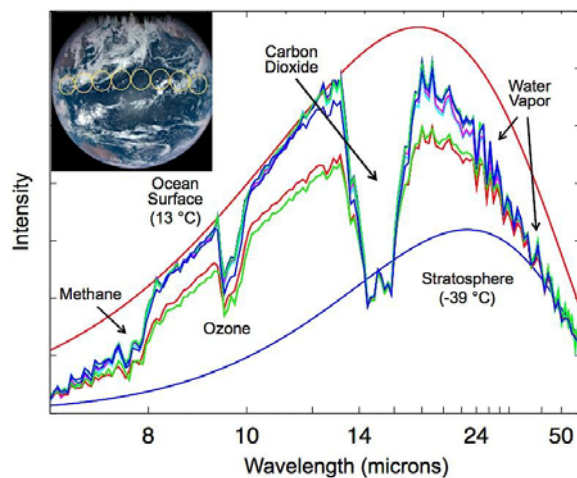 Carbon
Dioxide
Water
Vapor
Ocean
Surface
(13 °C)
Methane
Ozone
Stratosphere
(-39 °C)
Intensity
8
10
14
24
50
Wavelength (microns)